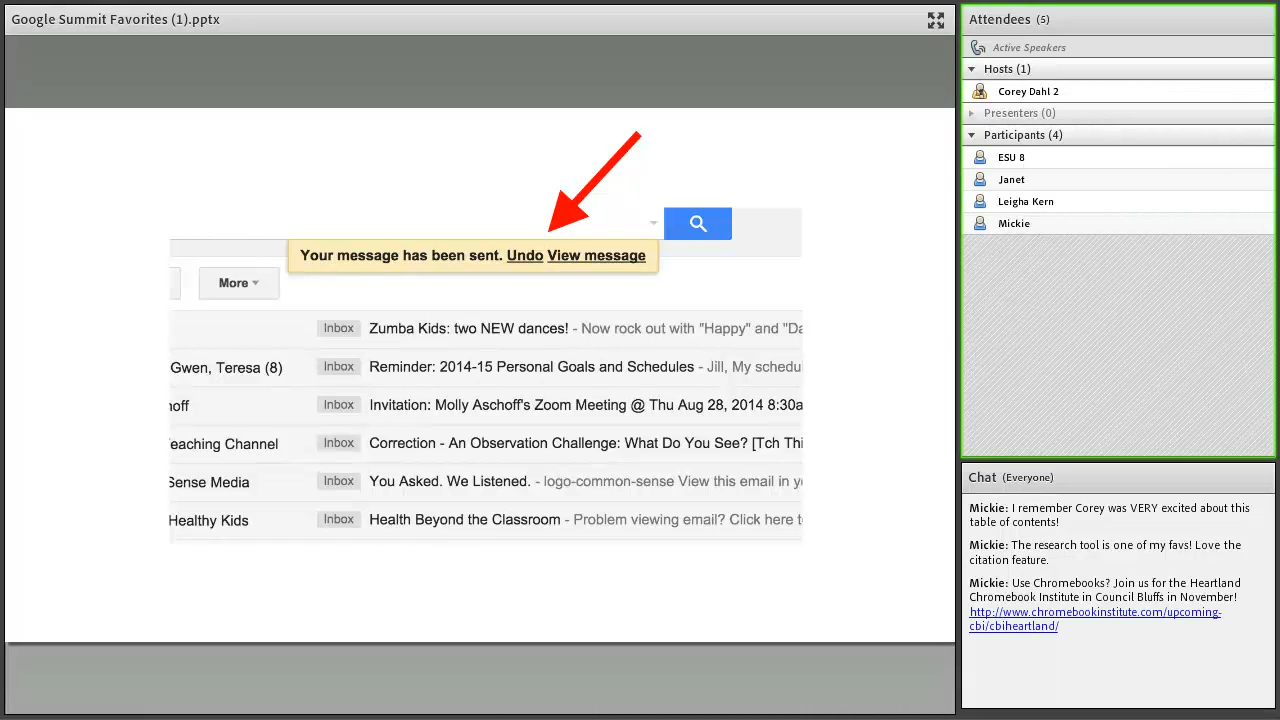 Google Summit Favorites (1).pptx
Your message has been sent. Undo View message
More
Inbox Zumba Kids: two NEW dances! - Now rock out with "Happy" and "Da
Gwen, Teresa (8) Inbox Reminder: 2014-15 Personal Goals and Schedules - Jill, My schedu
hoff Inbox Invitation: Molly Aschoff's Zoom Meeting @ Thu Aug 28, 2014 8:30a
eaching Channel Inbox Correction - An Observation Challenge: What Do You See? [Tch Thi
Sense Media Inbox You Asked. We Listened. - logo-common-sense View this email in yo
Healthy Kids Inbox Health Beyond the Classroom - Problem viewing email? Click here to
Attendees (5)
Active Speakers
Hosts (1)
Corey Dahl 2
Presenters (0)
Participants (4)
ESU 8
Janet
Leigha Kern
Mickie
Chat (Everyone)
Mickie: I remember Corey was VERY excited about this
table of contents!
Mickie: The research tool is one of my favs! Love the
citation feature.
Mickie: Use Chromebooks? Join us for the Heartland
Chromebook Institute in Council Bluffs in November!
http://www.chromebookinstitute.com/upcoming-
cbi/cbiheartland/